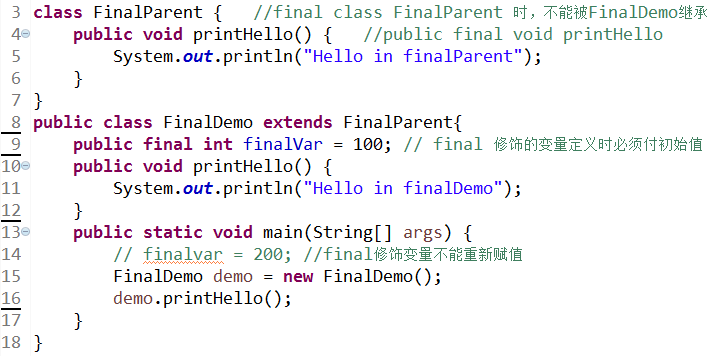 3 class FinalParent {   //final class FinalParent 时，不能被FinalDemo继承
4     public void printHello() {   //public final void printHello
5         System.out.println("Hello in finalParent");
6     }
7 }
8 public class FinalDemo extends FinalParent{
9     public final int finalVar = 100; // final 修饰的变量定义时必须付初始值
10     public void printHello() {
11         System.out.println("Hello in finalDemo");
12     }
13     public static void main(String[] args) {
14         // finalvar = 200; //final修饰变量不能重新赋值
15         FinalDemo demo = new FinalDemo();
16         demo.printHello();
17     }
18 }